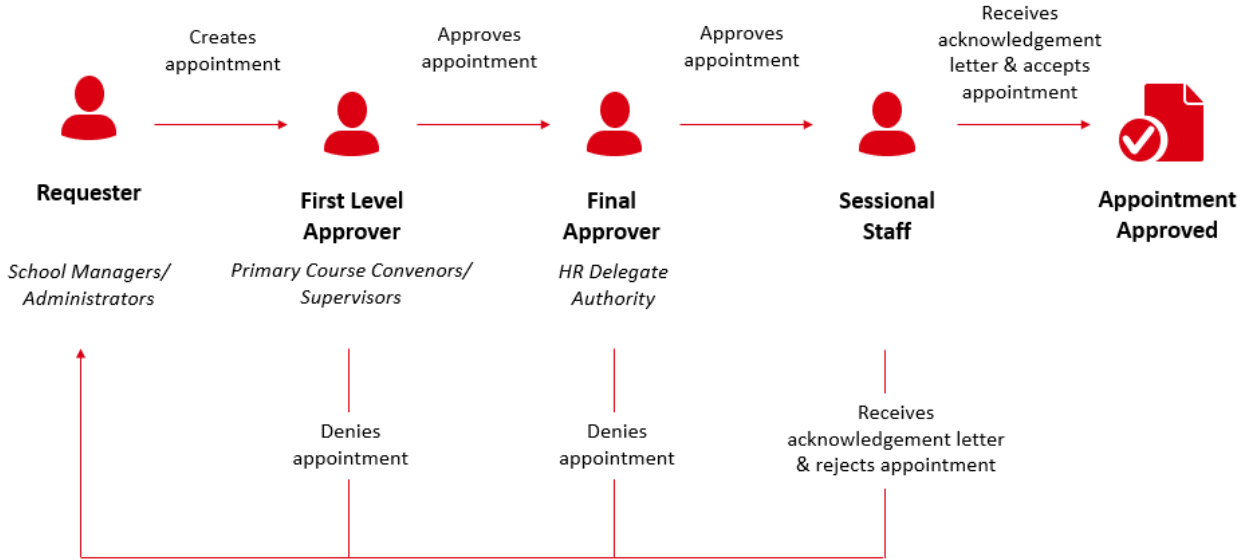 Creates
appointment
Approves
appointment
Approves
appointment
Receives
acknowledgement
letter & accepts
appointment
Requester
First Level
Approver
Final
Approver
Sessional
Staff
Appointment
Approved
School Managers/
Administrators
Primary Course Convenors/
Supervisors
HR Delegate
Authority
Denies
appointment
Denies
appointment
Receives
acknowledgement letter
& rejects appointment